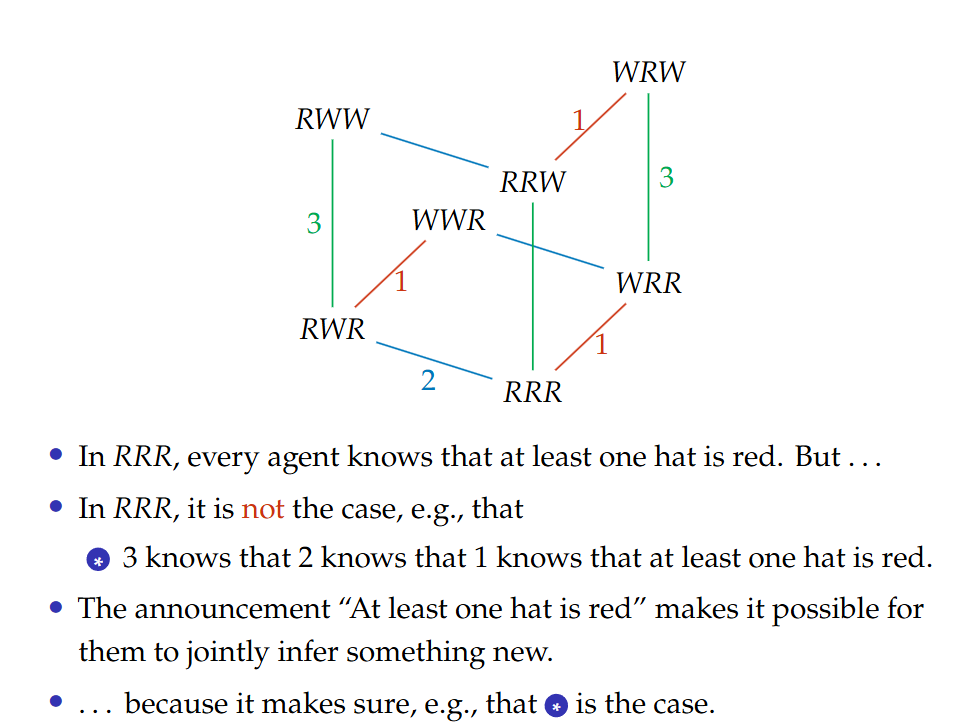 WRW
RWW
1
RRW
3
WWR
3
1
WRR
RWR
1
2
RRR
• In RRR, every agent knows that at least one hat is red. But . . .
• In RRR, it is not the case, e.g., that
* 3 knows that 2 knows that 1 knows that at least one hat is red.
• The announcement “At least one hat is red” makes it possible for
them to jointly infer something new.
• . . . because it makes sure, e.g., that * is the case.